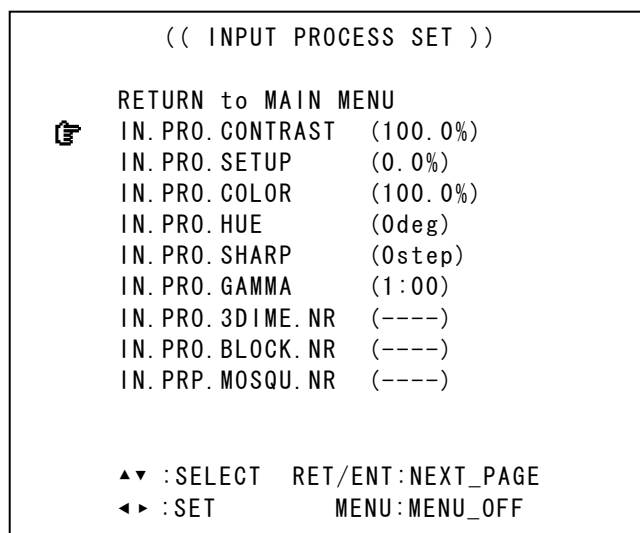 (( INPUT PROCESS SET ))
RETURN to MAIN MENU
IN.PRO.CONTRAST (100.0%)
IN.PRO.SETUP (0.0%)
IN.PRO.COLOR (100.0%)
IN.PRO.HUE (0deg)
IN.PRO.SHARP (0step)
IN.PRO.GAMMA (1:00)
IN.PRO.3DIME.NR (----)
IN.PRO.BLOCK.NR (----)
IN.PRP.MOSQU.NR (----)
▲▼ :SELECT RET/ENT:NEXT_PAGE
◄► :SET MENU:MENU_OFF